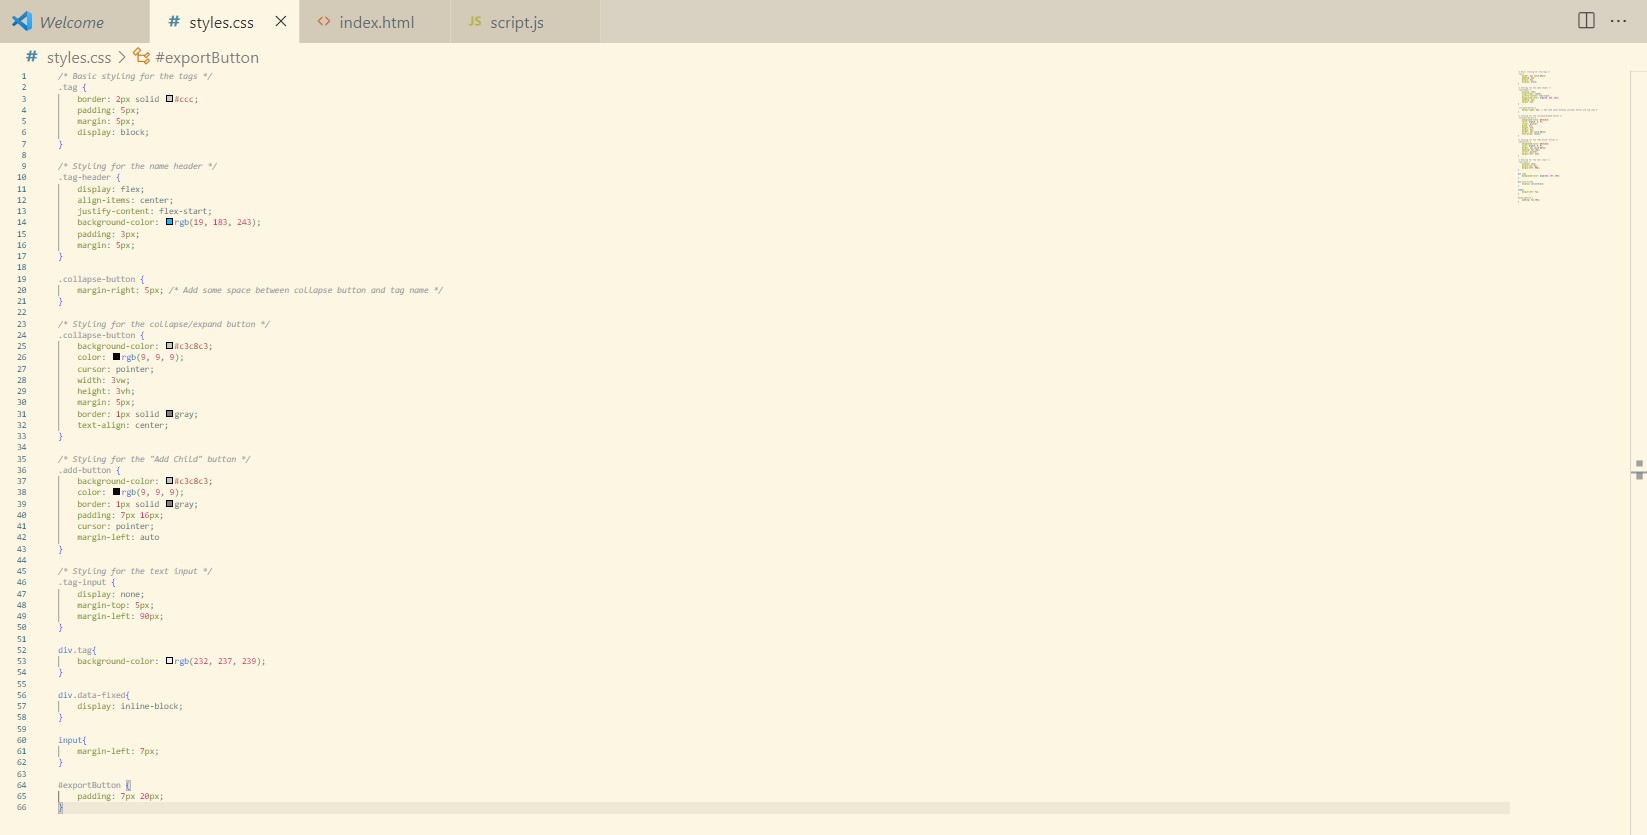 Welcome
# styles.css
<> index.html
JS script.js
# styles.css > #exportButton
1 /* Basic styling for the tags */
2 .tag {
3 border: 2px solid #ccc;
4 padding: 5px;
5 margin: 5px;
6 display: block;
7 }
8
9 /* Styling for the name header */
10 .tag-header {
11 display: flex;
12 align-items: center;
13 justify-content: flex-start;
14 background-color: rgb(19, 183, 243);
15 padding: 3px;
16 margin: 5px;
17 }
18
19 .collapse-button {
20 margin-right: 5px; /* Add some space between collapse button and tag name */
21 }
22
23 /* Styling for the collapse/expand button */
24 .collapse-button {
25 background-color: #c3c8c3;
26 color: rgb(9, 9, 9);
27 cursor: pointer;
28 width: 3vw;
29 height: 3vh;
30 margin: 5px;
31 border: 1px solid gray;
32 text-align: center;
33 }
34
35 /* Styling for the "Add Child" button */
36 .add-button {
37 background-color: #c3c8c3;
38 color: rgb(9, 9, 9);
39 border: 1px solid gray;
40 padding: 7px 16px;
41 cursor: pointer;
42 margin-left: auto
43 }
44
45 /* Styling for the text input */
46 .tag-input {
47 display: none;
48 margin-top: 5px;
49 margin-left: 90px;
50 }
51
52 div.tag{
53 background-color: rgb(232, 237, 239);
54 }
55
56 div.data-fixed{
57 display: inline-block;
58 }
59
60 input{
61 margin-left: 7px;
62 }
63
64 #exportButton {
65 padding: 7px 20px;
66 }